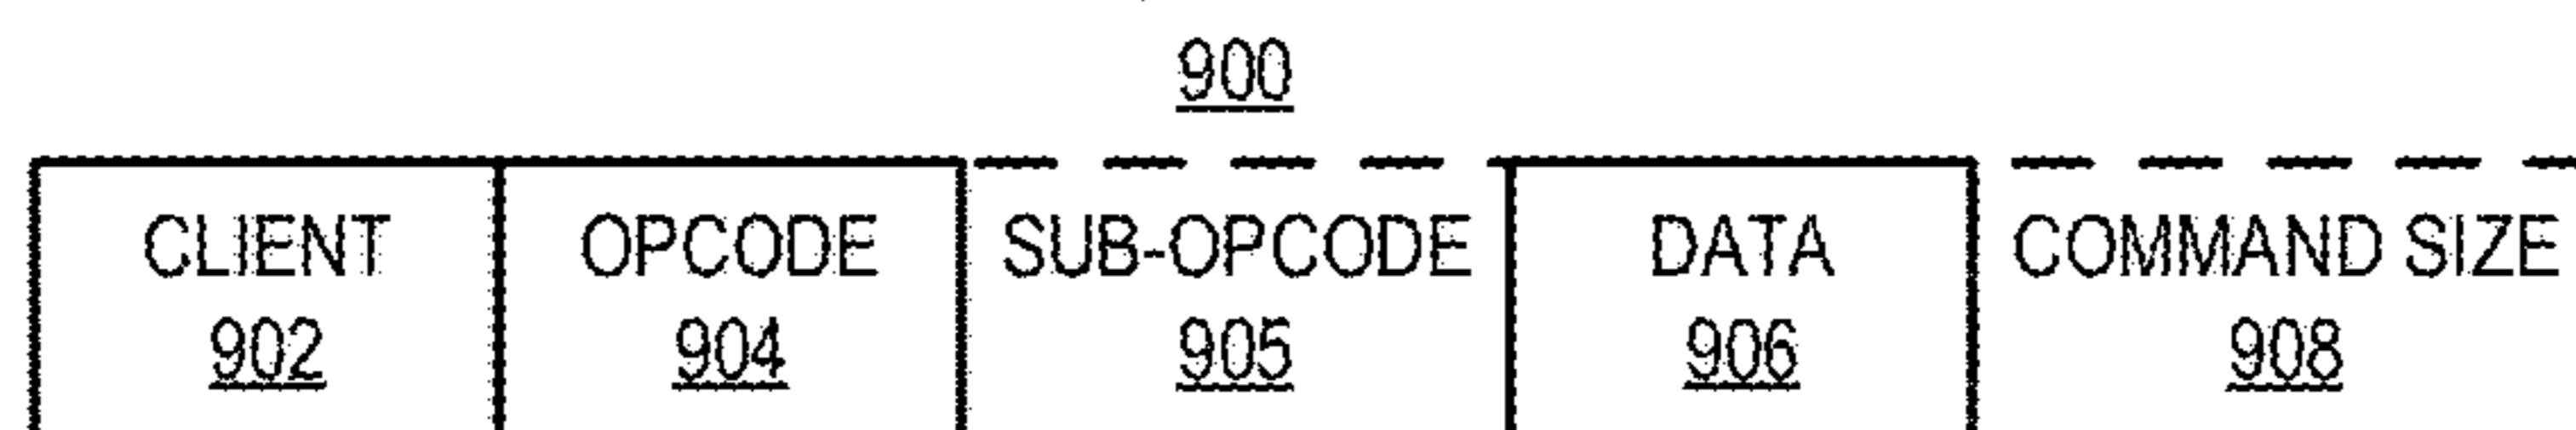 900
CLIENT OPCODE SUB-OPCODE DATA COMMAND SIZE
902 904 905 906 908